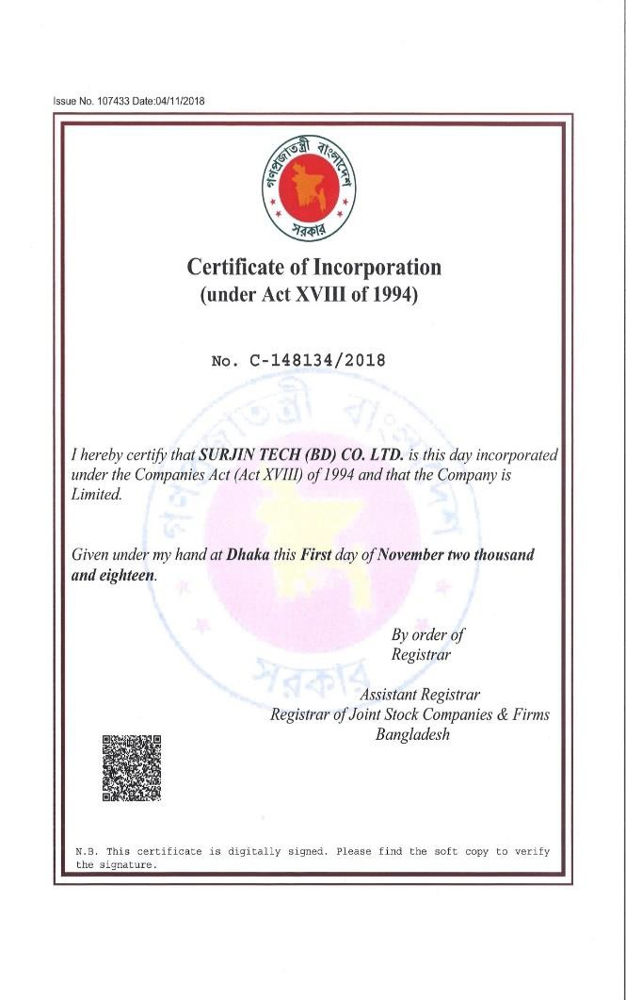 Issue No. 107433 Date:04/11/2018
গণপ্রজাতন্ত্রী বাংলাদেশ
সরকার
Certificate of Incorporation
(under Act XVIII of 1994)
No. C-148134/2018
গণপ্রজাতন্ত্রী বাংলাদেশ
I hereby certify that SURJIN TECH (BD) CO. LTD. is this day incorporated
under the Companies Act (Act XVIII) of 1994 and that the Company is
Limited.
Given under my hand at Dhaka this First day of November two thousand
and eighteen.
By order of
Registrar
সরকার
Assistant Registrar
Registrar of Joint Stock Companies & Firms
Bangladesh
N.B. This certificate is digitally signed. Please find the soft copy to verify
the signature.